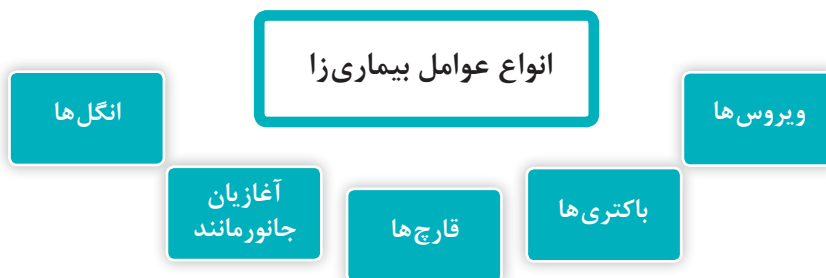 انواع عوامل بیماری‌زا
ویروس‌ها
باکتری‌ها
قارچ‌ها
آغازیان
جانورمانند
انگل‌ها